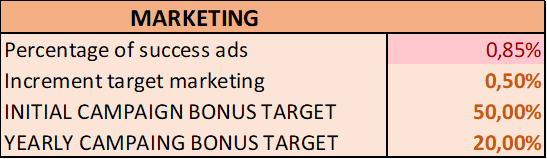 MARKETING
Percentage of success ads 0,85%
Increment target marketing 0,50%
INITIAL CAMPAIGN BONUS TARGET 50,00%
YEARLY CAMPAING BONUS TARGET 20,00%